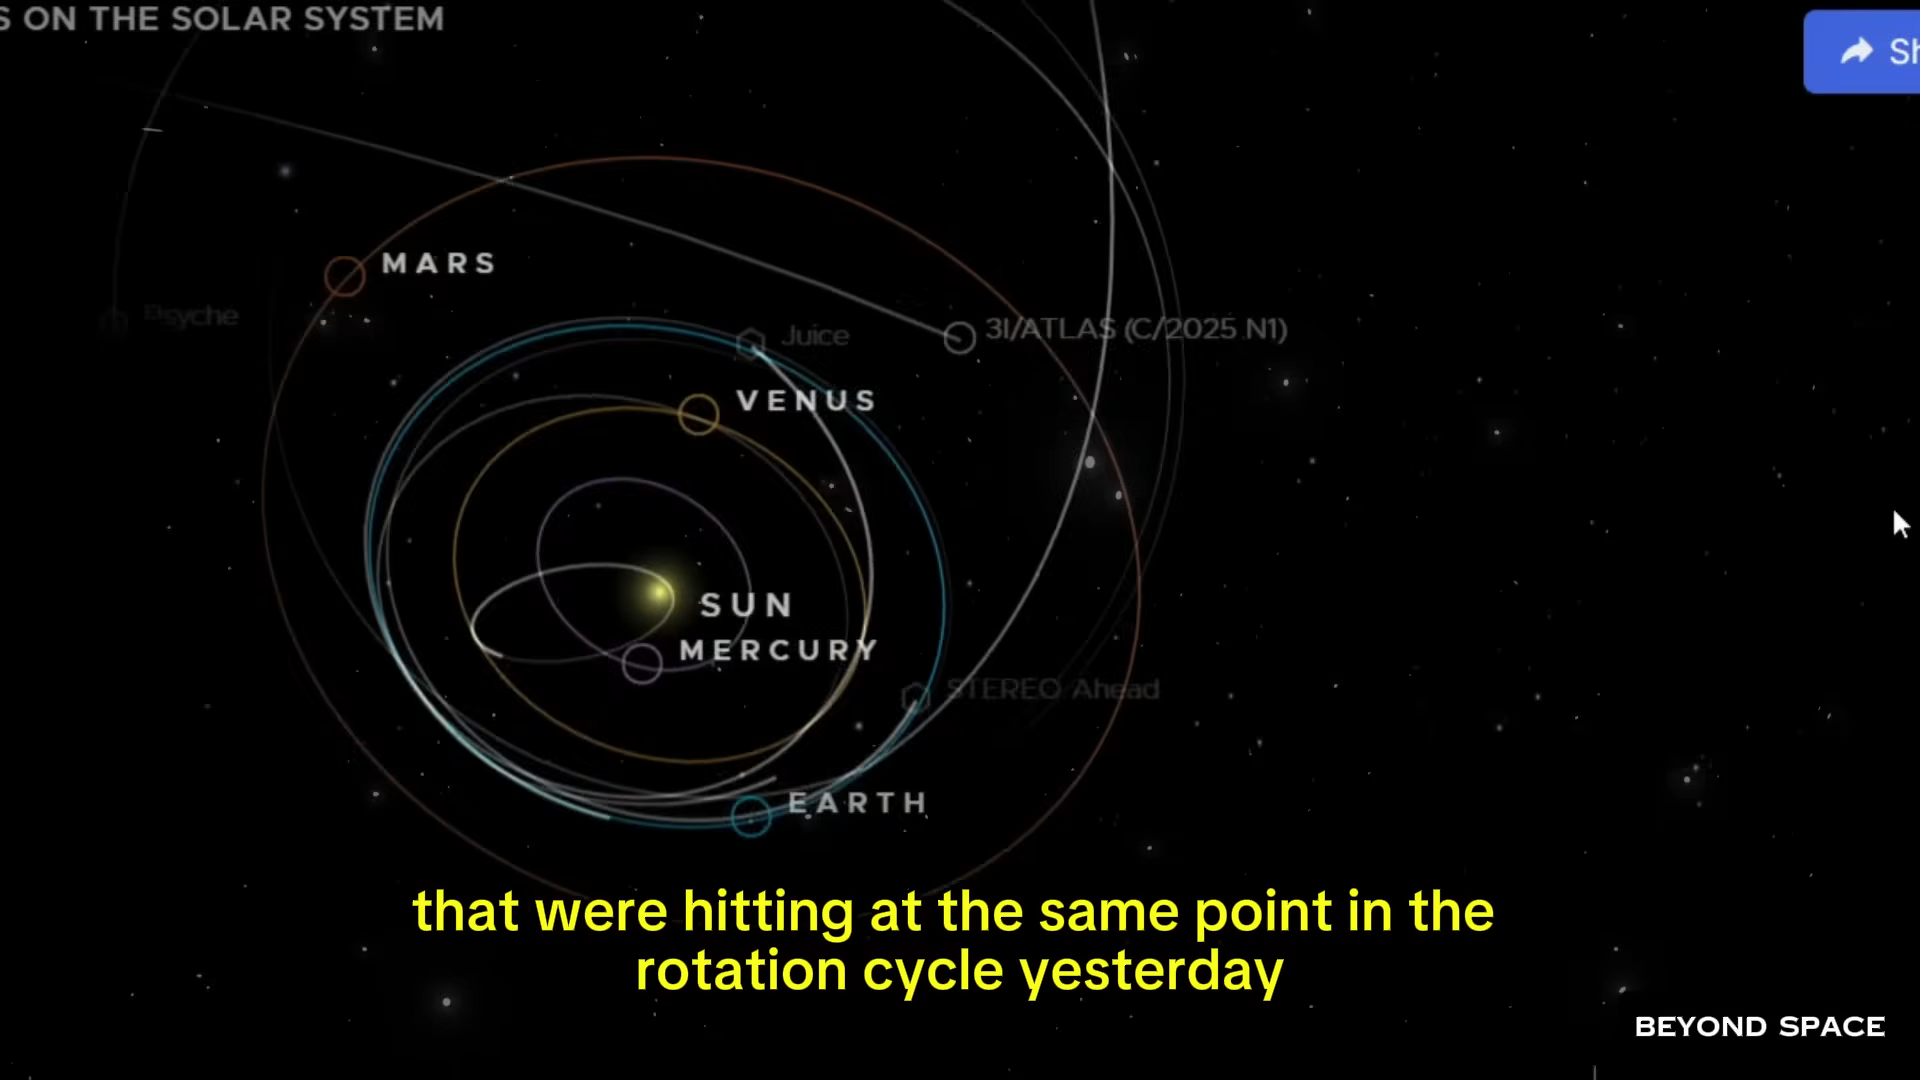 S ON THE SOLAR SYSTEM
Sh
MARS
Psyche
Juice
3I/ATLAS (C/2025 N1)
VENUS
SUN
MERCURY
STEREO Ahead
EARTH
that were hitting at the same point in the
rotation cycle yesterday
BEYOND SPACE